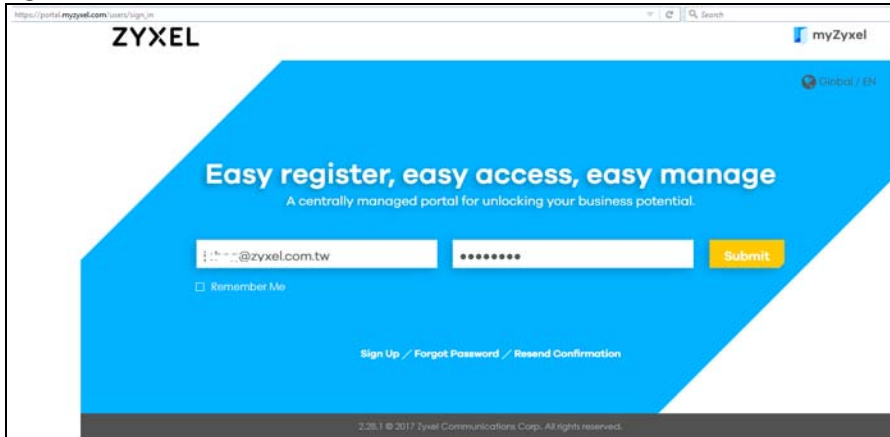 https://portal.myzyxel.com/users/sign_in
Search
ZYXEL
myZyxel
Global / EN
Easy register, easy access, easy manage
A centrally managed portal for unlocking your business potential.
@zyxel.com.tw
●●●●●●●●
Submit
Remember Me
Sign Up / Forgot Password / Resend Confirmation
2.28.1 © 2017 Zyxel Communications Corp. All rights reserved.